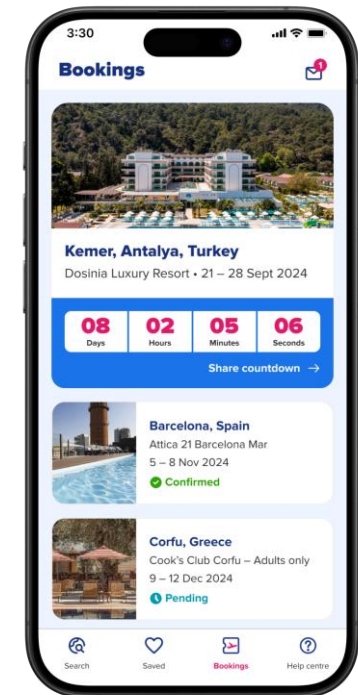 3:30
Bookings
1
Kemer, Antalya, Turkey
Dosinia Luxury Resort • 21 – 28 Sept 2024
08 02 05 06
Days Hours Minutes Seconds
Share countdown →
Barcelona, Spain
Attica 21 Barcelona Mar
5 – 8 Nov 2024
Confirmed
Corfu, Greece
Cook's Club Corfu – Adults only
9 – 12 Dec 2024
Pending
Search Saved Bookings Help centre